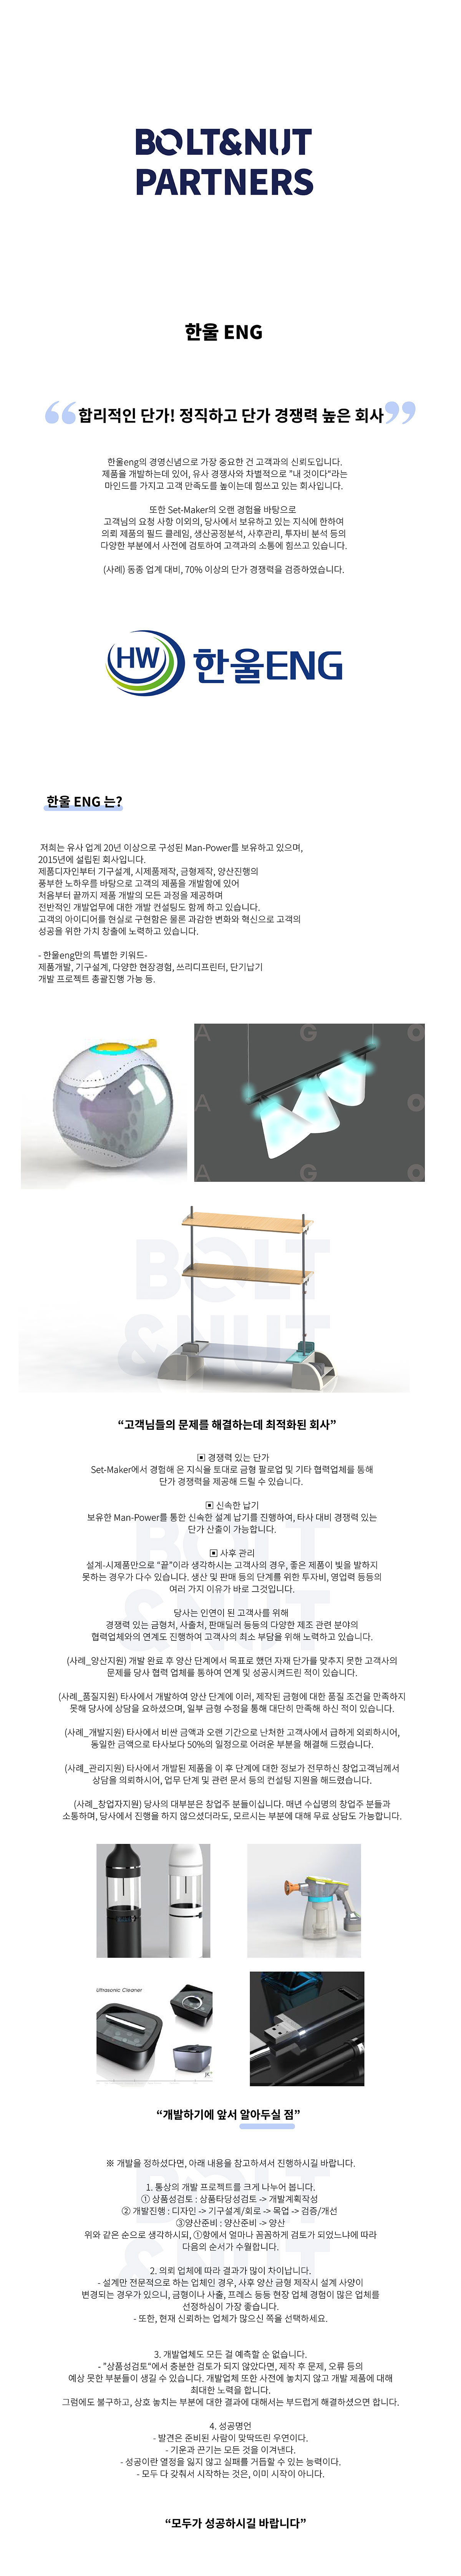 BOLT&NUT
PARTNERS
한울 ENG
“ 합리적인 단가! 정직하고 단가 경쟁력 높은 회사 ”
한울eng의 경영신념으로 가장 중요한 건 고객과의 신뢰도입니다.
제품을 개발하는데 있어, 유사 경쟁사와 차별적으로 "내 것이다"라는
마인드를 가지고 고객 만족도를 높이는데 힘쓰고 있는 회사입니다.
또한 Set-Maker의 오랜 경험을 바탕으로
고객님의 요청 사항 이외의, 당사에서 보유하고 있는 지식에 한하여
의뢰 제품의 필드 클레임, 생산공정분석, 사후관리, 투자비 분석 등의
다양한 부분에서 사전에 검토하여 고객과의 소통에 힘쓰고 있습니다.
(사례) 동종 업계 대비, 70% 이상의 단가 경쟁력을 검증하였습니다.
HW 한울ENG
한울 ENG 는?
저희는 유사 업계 20년 이상으로 구성된 Man-Power를 보유하고 있으며,
2015년에 설립된 회사입니다.
제품디자인부터 기구설계, 시제품제작, 금형제작, 양산진행의
풍부한 노하우를 바탕으로 고객의 제품을 개발함에 있어
처음부터 끝까지 제품 개발의 모든 과정을 제공하며
전반적인 개발업무에 대한 개발 컨설팅도 함께 하고 있습니다.
고객의 아이디어를 현실로 구현함은 물론 과감한 변화와 혁신으로 고객의
성공을 위한 가치 창출에 노력하고 있습니다.
- 한울eng만의 특별한 키워드-
제품개발, 기구설계, 다양한 현장경험, 쓰리디프린터, 단기납기
개발 프로젝트 총괄진행 가능 등.
A G O
A O
A G O
BOLT
&NUT
“고객님들의 문제를 해결하는데 최적화된 회사”
▣ 경쟁력 있는 단가
Set-Maker에서 경험해 온 지식을 토대로 금형 팔로업 및 기타 협력업체를 통해
단가 경쟁력을 제공해 드릴 수 있습니다.
▣ 신속한 납기
보유한 Man-Power를 통한 신속한 설계 납기를 진행하여, 타사 대비 경쟁력 있는
단가 산출이 가능합니다.
▣ 사후 관리
설계-시제품만으로 “끝”이라 생각하시는 고객사의 경우, 좋은 제품이 빛을 발하지
못하는 경우가 다수 있습니다. 생산 및 판매 등의 단계를 위한 투자비, 영업력 등등의
여러 가지 이유가 바로 그것입니다.
당사는 인연이 된 고객사를 위해
경쟁력 있는 금형처, 사출처, 판매딜러 등등의 다양한 제조 관련 분야의
협력업체와의 연계도 진행하여 고객사의 최소 부담을 위해 노력하고 있습니다.
(사례_양산지원) 개발 완료 후 양산 단계에서 목표로 했던 자재 단가를 맞추지 못한 고객사의
문제를 당사 협력 업체를 통하여 연계 및 성공시켜드린 적이 있습니다.
(사례_품질지원) 타사에서 개발하여 양산 단계에 이러, 제작된 금형에 대한 품질 조건을 만족하지
못해 당사에 상담을 요하셨으며, 일부 금형 수정을 통해 대단히 만족해 하신 적이 있습니다.
(사례_개발지원) 타사에서 비싼 금액과 오랜 기간으로 난처한 고객사에서 급하게 외뢰하시어,
동일한 금액으로 타사보다 50%의 일정으로 어려운 부분을 해결해 드렸습니다.
(사례_관리지원) 타사에서 개발된 제품을 이 후 단계에 대한 정보가 전무하신 창업고객님께서
상담을 의뢰하시어, 업무 단계 및 관련 문서 등의 컨설팅 지원을 해드렸습니다.
(사례_창업자지원) 당사의 대부분은 창업주 분들이십니다. 매년 수십명의 창업주 분들과
소통하며, 당사에서 진행을 하지 않으셨더라도, 모르시는 부분에 대해 무료 상담도 가능합니다.
Utrasonic Cleaner
“개발하기에 앞서 알아두실 점”
※ 개발을 정하셨다면, 아래 내용을 참고하셔서 진행하시길 바랍니다.
1. 통상의 개발 프로젝트를 크게 나누어 봅니다.
① 상품성검토 : 상품타당성검토 -> 개발계획작성
② 개발진행 : 디자인 -> 기구설계/회로 -> 목업 -> 검증/개선
③양산준비 : 양산준비 -> 양산
위와 같은 순으로 생각하시되, ①항에서 얼마나 꼼꼼하게 검토가 되었느냐에 따라
다음의 순서가 수월합니다.
2. 의뢰 업체에 따라 결과가 많이 차이납니다.
- 설계만 전문적으로 하는 업체인 경우, 사후 양산 금형 제작시 설계 사양이
변경되는 경우가 있으니, 금형이나 사출, 프레스 등등 현장 업체 경험이 많은 업체를
선정하심이 가장 좋습니다.
- 또한, 현재 신뢰하는 업체가 많으신 쪽을 선택하세요.
3. 개발업체도 모든 걸 예측할 순 없습니다.
- "상품성검토"에서 충분한 검토가 되지 않았다면, 제작 후 문제, 오류 등의
예상 못한 부분들이 생길 수 있습니다. 개발업체 또한 사전에 놓치지 않고 개발 제품에 대해
최대한 노력을 합니다.
그럼에도 불구하고, 상호 놓치는 부분에 대한 결과에 대해서는 부드럽게 해결하셨으면 합니다.
4. 성공명언
- 발견은 준비된 사람이 맞딱뜨린 우연이다.
- 기운과 끈기는 모든 것을 이겨낸다.
- 성공이란 열정을 잃지 않고 실패를 거듭할 수 있는 능력이다.
- 모두 다 갖춰서 시작하는 것은, 이미 시작이 아니다.
“모두가 성공하시길 바랍니다”